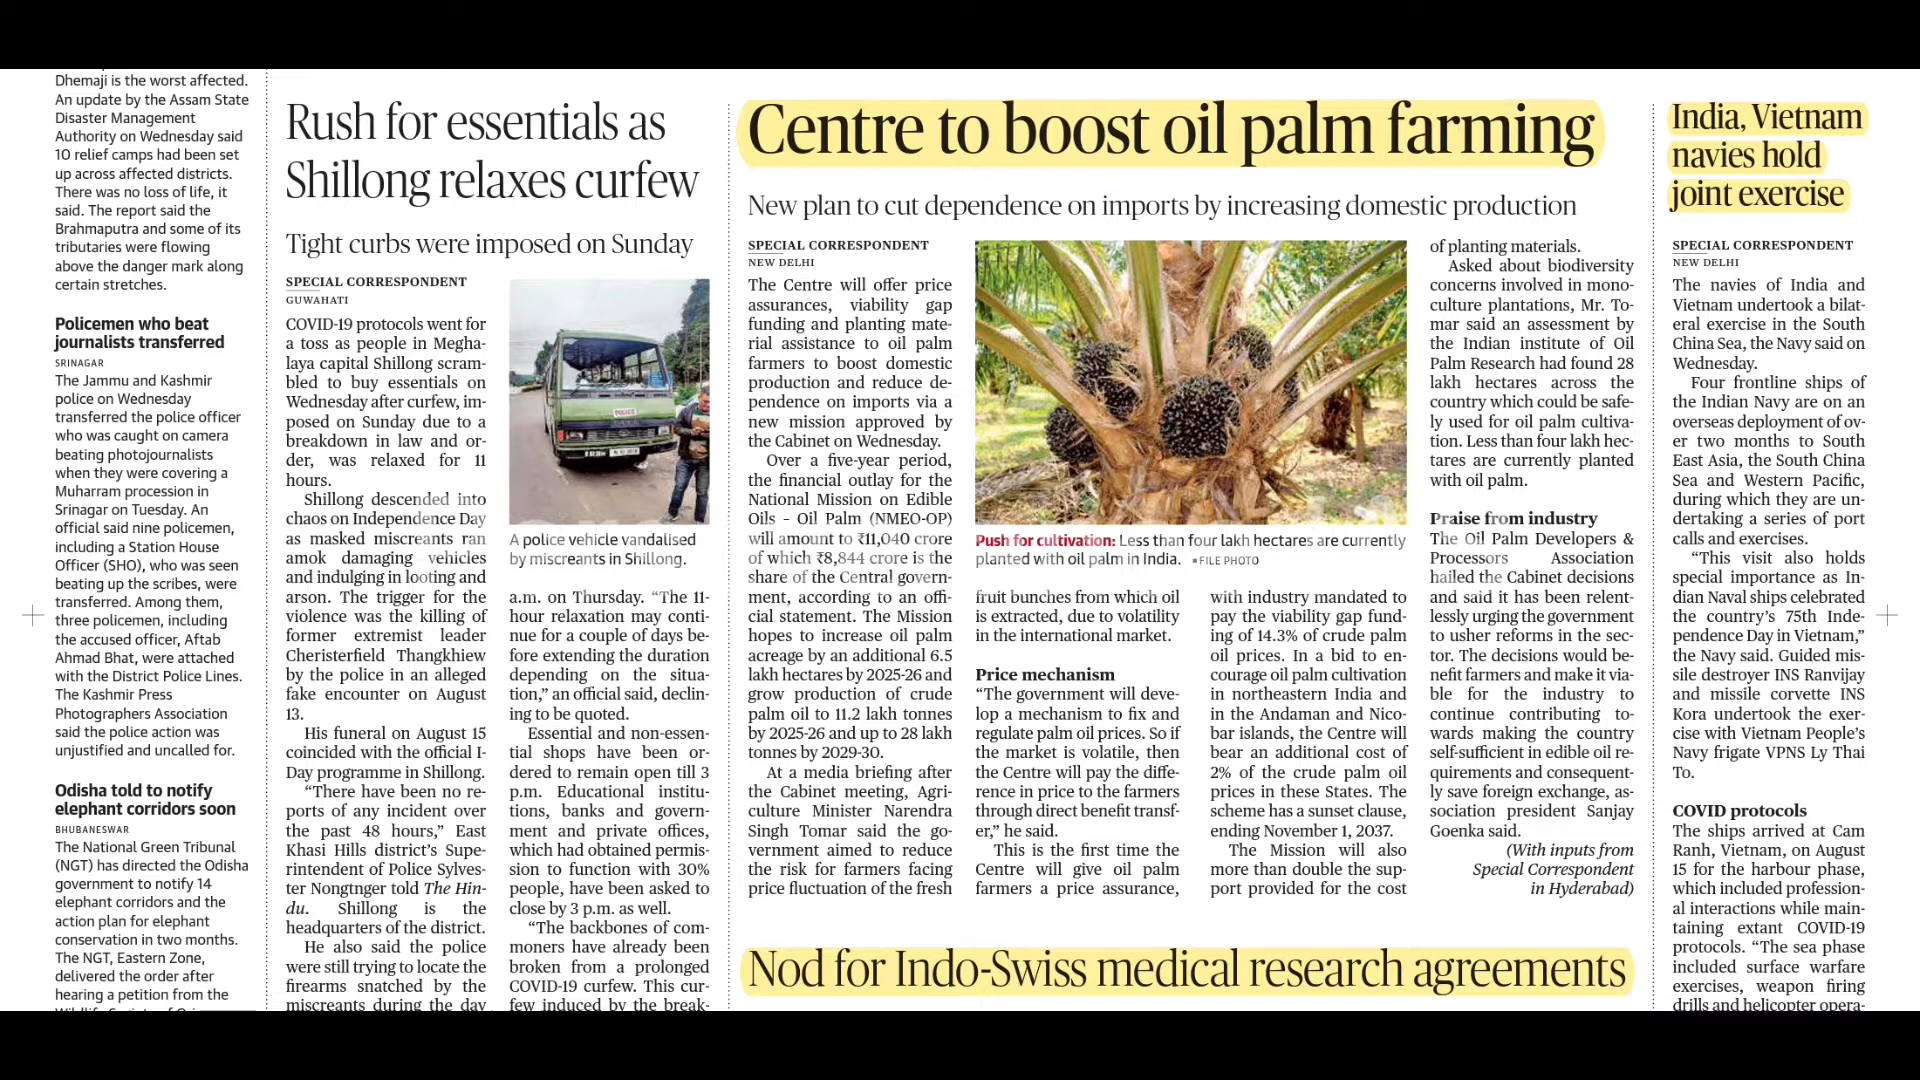 Dhemaji is the worst affected.
An update by the Assam State
Disaster Management
Authority on Wednesday said
10 relief camps had been set
up across affected districts.
There was no loss of life, it
said. The report said the
Brahmaputra and some of its
tributaries were flowing
above the danger mark along
certain stretches.
Policemen who beat
journalists transferred
SRINAGAR
The Jammu and Kashmir
police on Wednesday
transferred the police officer
who was caught on camera
beating photojournalists
when they were covering a
Muharram procession in
Srinagar on Tuesday. An
official said nine policemen,
including a Station House
Officer (SHO), who was seen
beating up the scribes, were
transferred. Among them,
three policemen, including
the accused officer, Aftab
Ahmad Bhat, were attached
with the District Police Lines.
The Kashmir Press
Photographers Association
said the police action was
unjustified and uncalled for.
Odisha told to notify
elephant corridors soon
BHUBANESWAR
The National Green Tribunal
(NGT) has directed the Odisha
government to notify 14
elephant corridors and the
action plan for elephant
conservation in two months.
The NGT, Eastern Zone,
delivered the order after
hearing a petition from the
Rush for essentials as
Shillong relaxes curfew
Tight curbs were imposed on Sunday
SPECIAL CORRESPONDENT
GUWAHATI
COVID-19 protocols went for
a toss as people in Megha-
laya capital Shillong scram-
bled to buy essentials on
Wednesday after curfew, im-
posed on Sunday due to a
breakdown in law and or-
der, was relaxed for 11
hours.
Shillong descended into
chaos on Independence Day
as masked miscreants ran
amok damaging vehicles
and indulging in looting and
arson. The trigger for the
violence was the killing of
former extremist leader
Cheristerfield Thangkhiew
by the police in an alleged
fake encounter on August
13.
His funeral on August 15
coincided with the official I-
Day programme in Shillong.
“There have been no re-
ports of any incident over
the past 48 hours,” East
Khasi Hills district’s Supe-
rintendent of Police Sylves-
ter Nongtnger told The Hin-
du. Shillong is the
headquarters of the district.
He also said the police
were still trying to locate the
firearms snatched by the
miscreants during the day
POLICE
A police vehicle vandalised
by miscreants in Shillong.
a.m. on Thursday. “The 11-
hour relaxation may conti-
nue for a couple of days be-
fore extending the duration
depending on the situa-
tion,” an official said, declin-
ing to be quoted.
Essential and non-essen-
tial shops have been or-
dered to remain open till 3
p.m. Educational institu-
tions, banks and govern-
ment and private offices,
which had obtained permis-
sion to function with 30%
people, have been asked to
close by 3 p.m. as well.
“The backbones of com-
moners have already been
broken from a prolonged
COVID-19 curfew. This cur-
few induced by the break-
Centre to boost oil palm farming
New plan to cut dependence on imports by increasing domestic production
SPECIAL CORRESPONDENT
NEW DELHI
The Centre will offer price
assurances, viability gap
funding and planting mate-
rial assistance to oil palm
farmers to boost domestic
production and reduce de-
pendence on imports via a
new mission approved by
the Cabinet on Wednesday.
Over a five-year period,
the financial outlay for the
National Mission on Edible
Oils – Oil Palm (NMEO-OP)
will amount to ₹11,040 crore
of which ₹8,844 crore is the
share of the Central govern-
ment, according to an offi-
cial statement. The Mission
hopes to increase oil palm
acreage by an additional 6.5
lakh hectares by 2025-26 and
grow production of crude
palm oil to 11.2 lakh tonnes
by 2025-26 and up to 28 lakh
tonnes by 2029-30.
At a media briefing after
the Cabinet meeting, Agri-
culture Minister Narendra
Singh Tomar said the go-
vernment aimed to reduce
the risk for farmers facing
price fluctuation of the fresh
Push for cultivation: Less than four lakh hectares are currently
planted with oil palm in India. ▪FILE PHOTO
fruit bunches from which oil
is extracted, due to volatility
in the international market.
Price mechanism
“The government will deve-
lop a mechanism to fix and
regulate palm oil prices. So if
the market is volatile, then
the Centre will pay the diffe-
rence in price to the farmers
through direct benefit transf-
er,” he said.
This is the first time the
Centre will give oil palm
farmers a price assurance,
with industry mandated to
pay the viability gap fund-
ing of 14.3% of crude palm
oil prices. In a bid to en-
courage oil palm cultivation
in northeastern India and
in the Andaman and Nico-
bar islands, the Centre will
bear an additional cost of
2% of the crude palm oil
prices in these States. The
scheme has a sunset clause,
ending November 1, 2037.
The Mission will also
more than double the sup-
port provided for the cost
of planting materials.
Asked about biodiversity
concerns involved in mono-
culture plantations, Mr. To-
mar said an assessment by
the Indian institute of Oil
Palm Research had found 28
lakh hectares across the
country which could be safe-
ly used for oil palm cultiva-
tion. Less than four lakh hec-
tares are currently planted
with oil palm.
Praise from industry
The Oil Palm Developers &
Processors Association
hailed the Cabinet decisions
and said it has been relent-
lessly urging the government
to usher reforms in the sec-
tor. The decisions would be-
nefit farmers and make it via-
ble for the industry to
continue contributing to-
wards making the country
self-sufficient in edible oil re-
quirements and consequent-
ly save foreign exchange, as-
sociation president Sanjay
Goenka said.
(With inputs from
Special Correspondent
in Hyderabad)
Nod for Indo-Swiss medical research agreements
India, Vietnam
navies hold
joint exercise
SPECIAL CORRESPONDENT
NEW DELHI
The navies of India and
Vietnam undertook a bilat-
eral exercise in the South
China Sea, the Navy said on
Wednesday.
Four frontline ships of
the Indian Navy are on an
overseas deployment of ov-
er two months to South
East Asia, the South China
Sea and Western Pacific,
during which they are un-
dertaking a series of port
calls and exercises.
“This visit also holds
special importance as In-
dian Naval ships celebrated
the country’s 75th Inde-
pendence Day in Vietnam,”
the Navy said. Guided mis-
sile destroyer INS Ranvijay
and missile corvette INS
Kora undertook the exer-
cise with Vietnam People’s
Navy frigate VPNS Ly Thai
To.
COVID protocols
The ships arrived at Cam
Ranh, Vietnam, on August
15 for the harbour phase,
which included profession-
al interactions while main-
taining extant COVID-19
protocols. “The sea phase
included surface warfare
exercises, weapon firing
drills and helicopter opera-